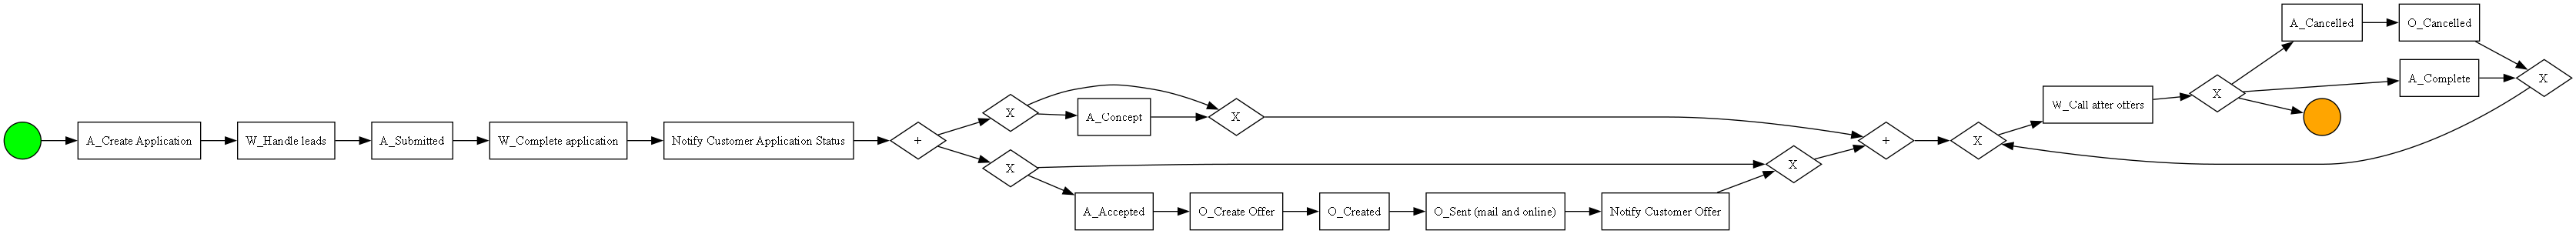 A_Create Application
W_Handle leads
A_Submitted
W_Complete application
Notify Customer Application Status
+
X
A_Concept
X
X
A_Accepted
O_Create Offer
O_Created
O_Sent (mail and online)
Notify Customer Offer
X
+
X
W_Call after offers
X
A_Cancelled
O_Cancelled
A_Complete
X